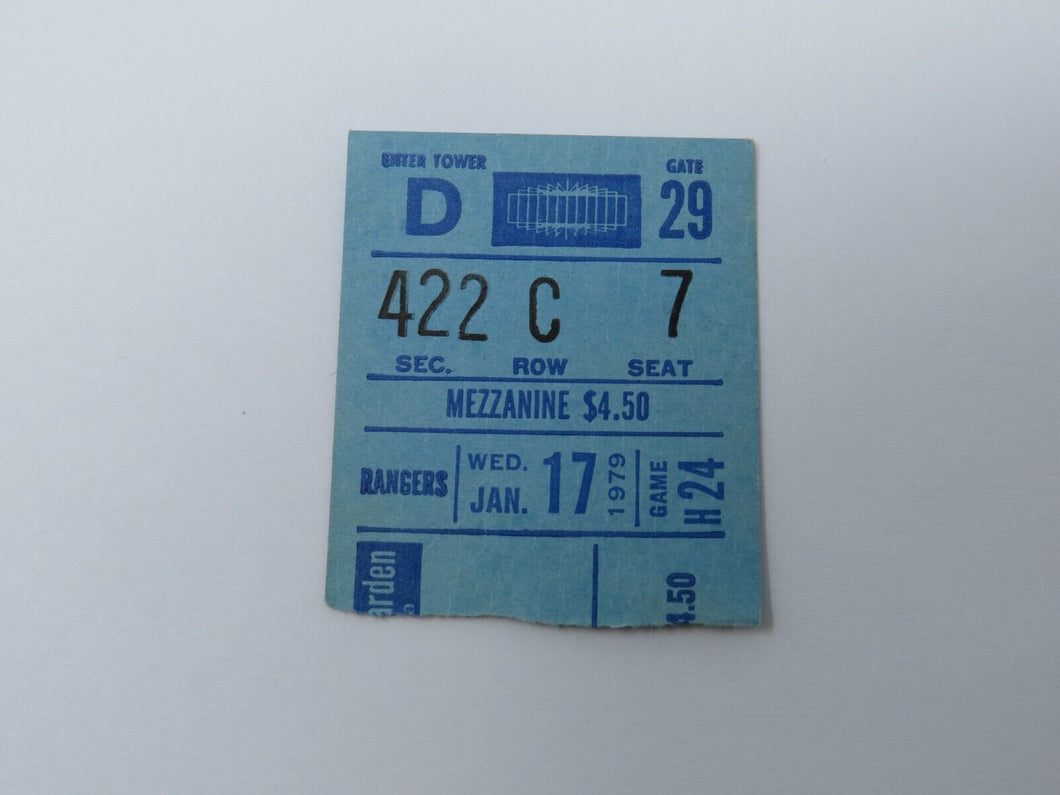 ENTER TOWER GATE
D 29
422 C 7
SEC. ROW SEAT
MEZZANINE $4.50
RANGERS WED. JAN. 17 1979 GAME H 24
arden
4.50